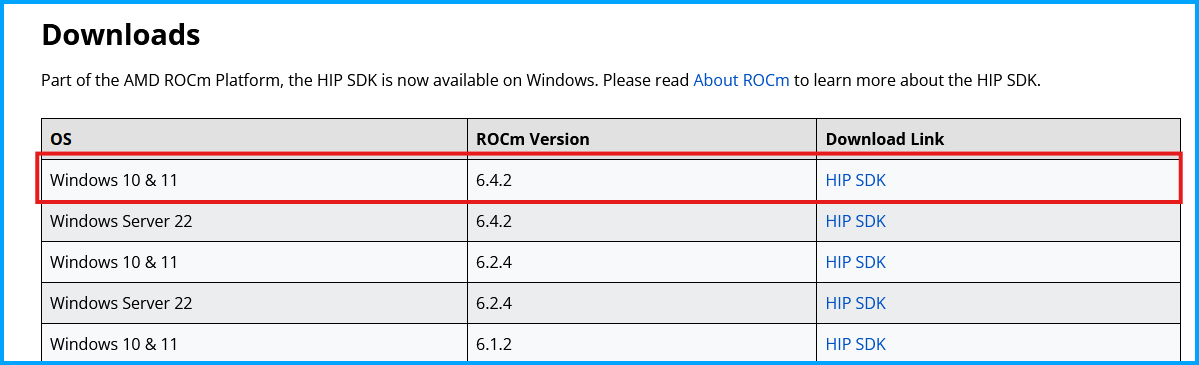 Downloads
Part of the AMD ROCm Platform, the HIP SDK is now available on Windows. Please read About ROCm to learn more about the HIP SDK.
OS ROCm Version Download Link
Windows 10 & 11 6.4.2 HIP SDK
Windows Server 22 6.4.2 HIP SDK
Windows 10 & 11 6.2.4 HIP SDK
Windows Server 22 6.2.4 HIP SDK
Windows 10 & 11 6.1.2 HIP SDK